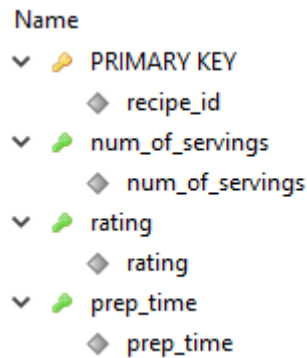 Name
PRIMARY KEY
recipe_id
num_of_servings
num_of_servings
rating
rating
prep_time
prep_time